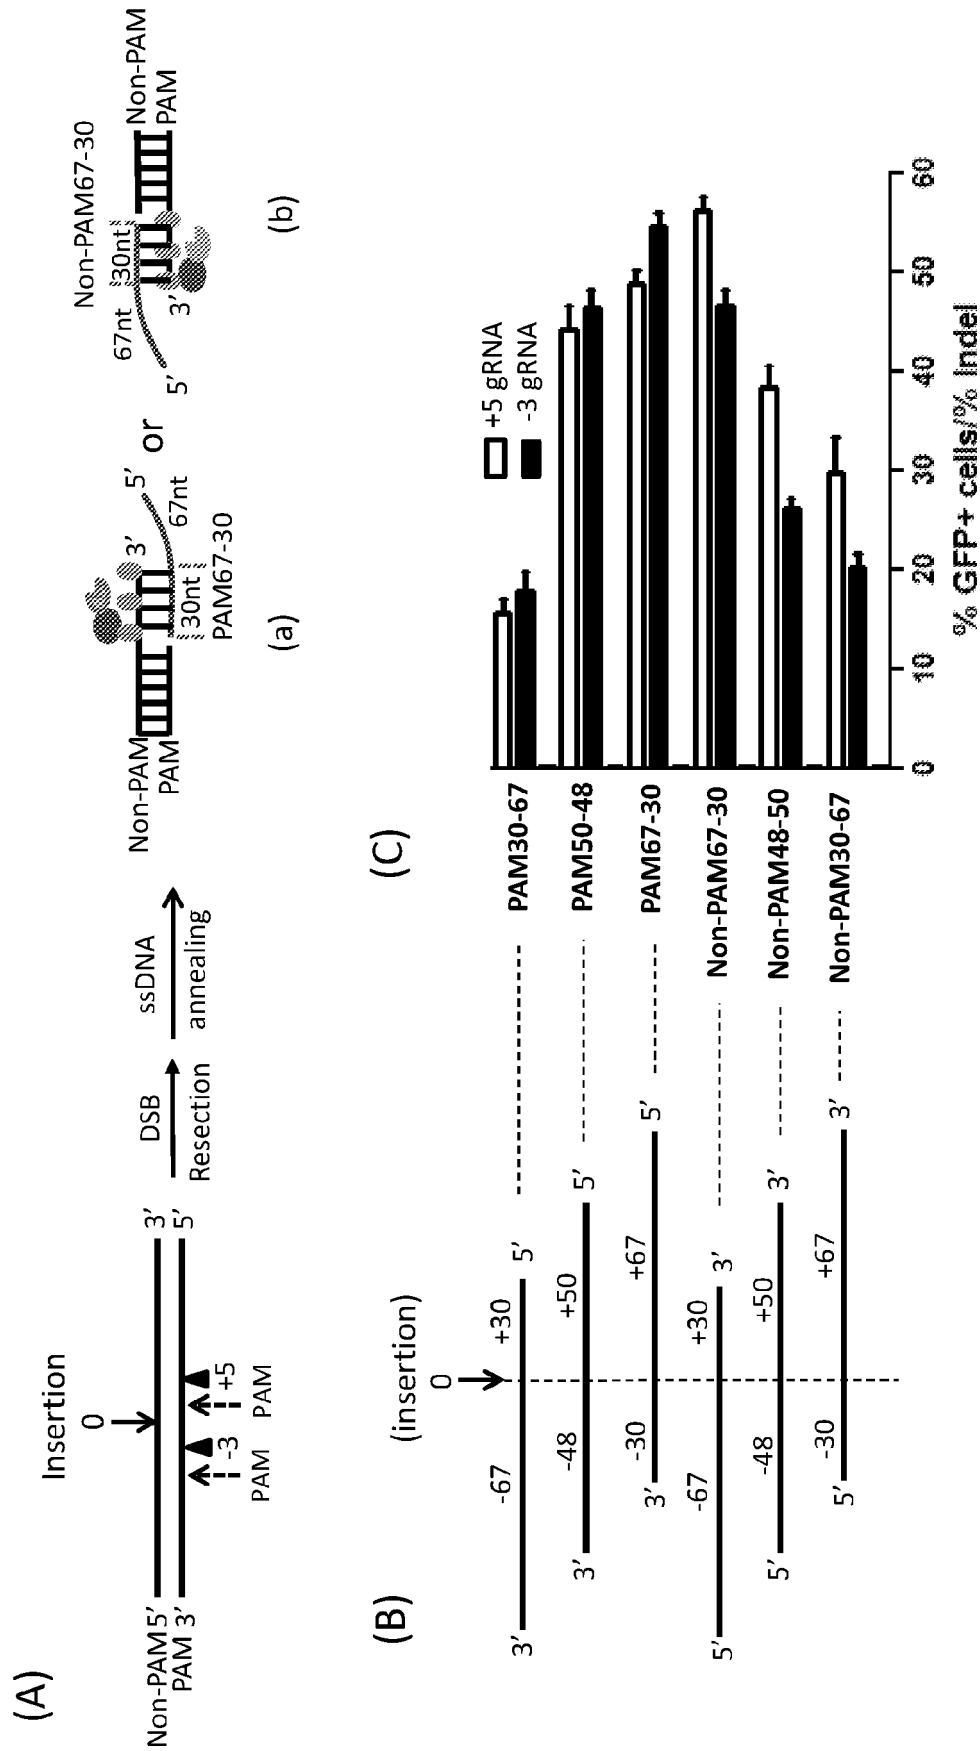 (A)
Insertion
0
Non-PAM 5’
3’
PAM 3’
5’
-3
+5
PAM
PAM
DSB
Resection
ssDNA
annealing
Non-PAM
PAM
3’
5’
30nt
67nt
PAM67-30
(a)
or
Non-PAM67-30
67nt
30nt
5’
3’
Non-PAM
PAM
(b)
(B)
(insertion)
0
3’
-67
+30
5’
3’
-48
+50
5’
3’
-30
+67
5’
5’
-67
+30
3’
5’
-48
+50
3’
5’
-30
+67
3’
(C)
+5 gRNA
-3 gRNA
PAM30-67
PAM50-48
PAM67-30
Non-PAM67-30
Non-PAM48-50
Non-PAM30-67
0
10
20
30
40
50
60
% GFP+ cells/% Indel